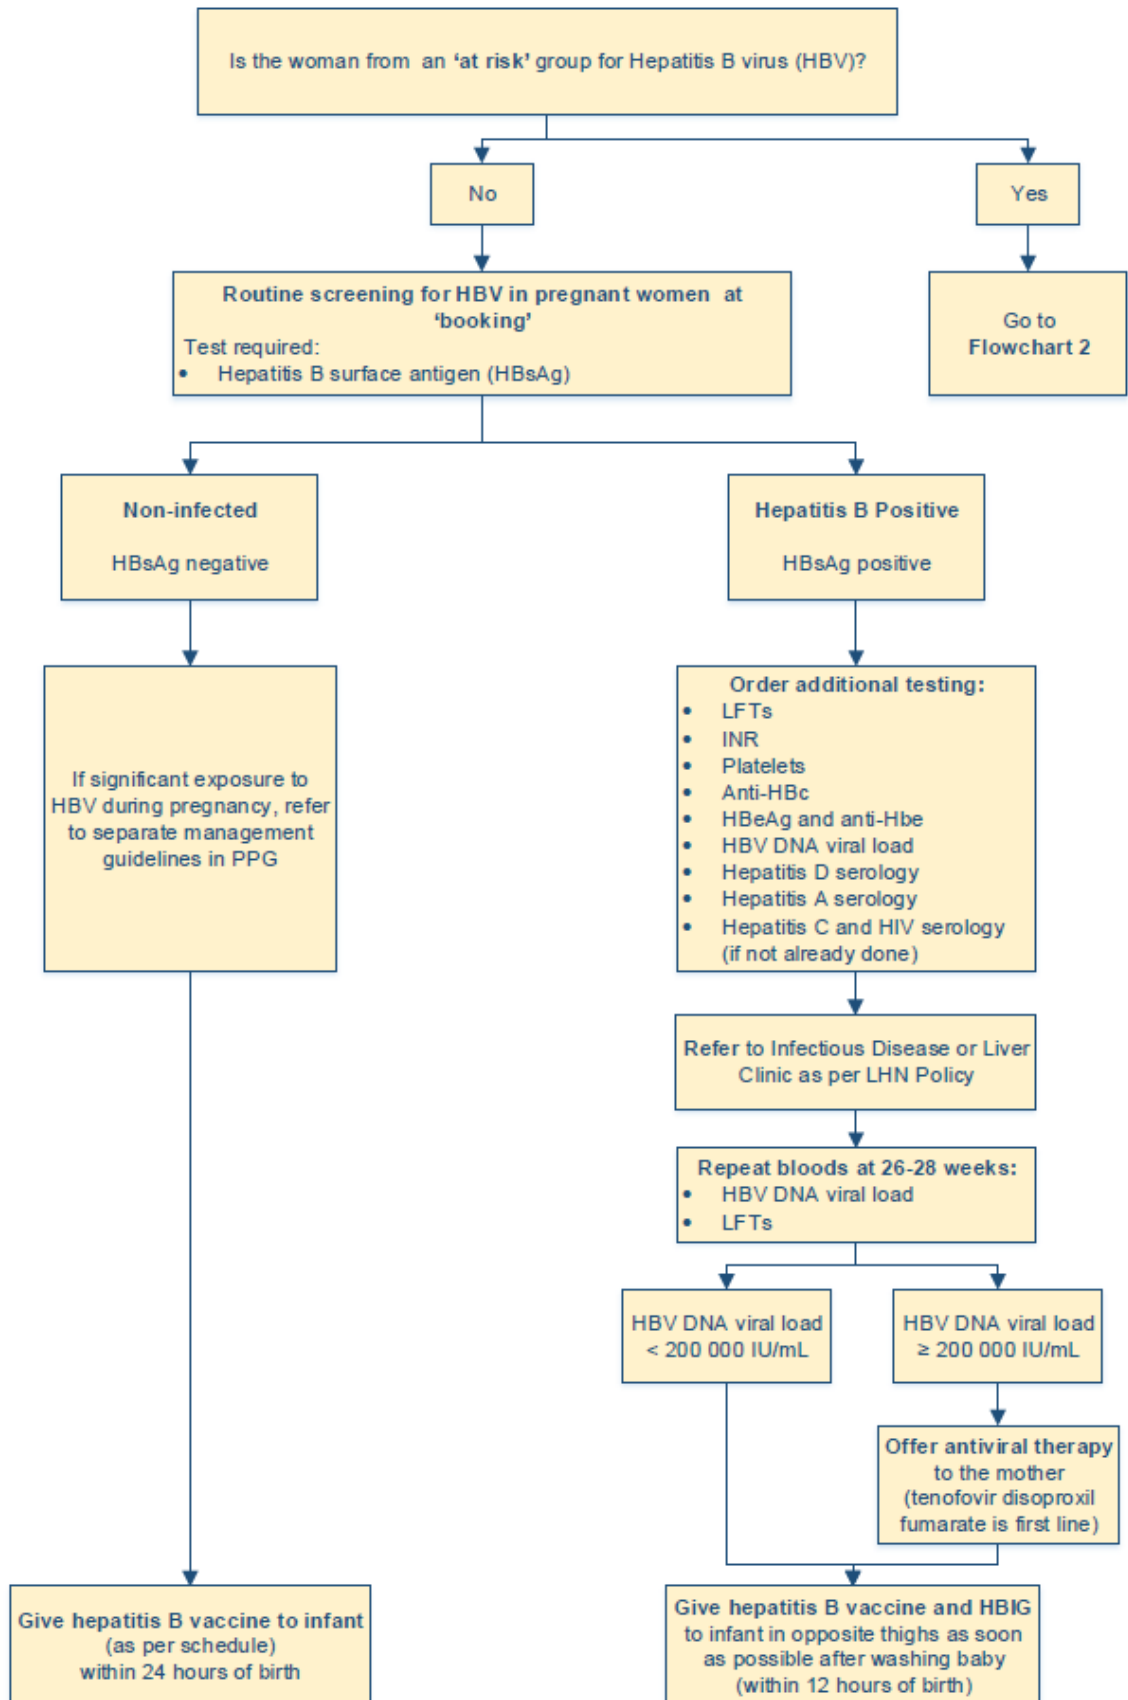 Is the woman from an ‘at risk’ group for Hepatitis B virus (HBV)?
No
Yes
Routine screening for HBV in pregnant women at
‘booking’
Test required:
• Hepatitis B surface antigen (HBsAg)
Go to
Flowchart 2
Non-infected
HBsAg negative
Hepatitis B Positive
HBsAg positive
If significant exposure to
HBV during pregnancy, refer
to separate management
guidelines in PPG
Order additional testing:
• LFTs
• INR
• Platelets
• Anti-HBc
• HBeAg and anti-Hbe
• HBV DNA viral load
• Hepatitis D serology
• Hepatitis A serology
• Hepatitis C and HIV serology
(if not already done)
Refer to Infectious Disease or Liver
Clinic as per LHN Policy
Repeat bloods at 26-28 weeks:
• HBV DNA viral load
• LFTs
HBV DNA viral load
< 200 000 IU/mL
HBV DNA viral load
≥ 200 000 IU/mL
Offer antiviral therapy
to the mother
(tenofovir disoproxil
fumarate is first line)
Give hepatitis B vaccine to infant
(as per schedule)
within 24 hours of birth
Give hepatitis B vaccine and HBIG
to infant in opposite thighs as soon
as possible after washing baby
(within 12 hours of birth)